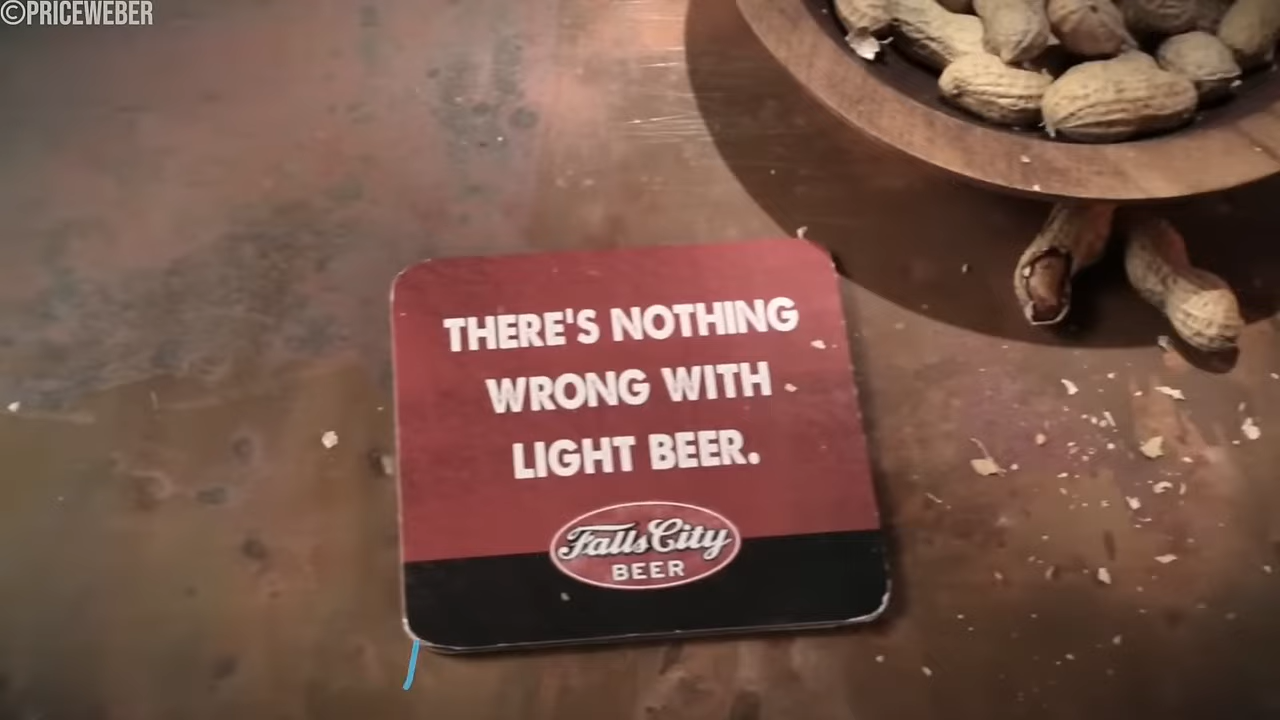 ©PRICEWEBER
THERE'S NOTHING
WRONG WITH
LIGHT BEER.
Falls City
BEER